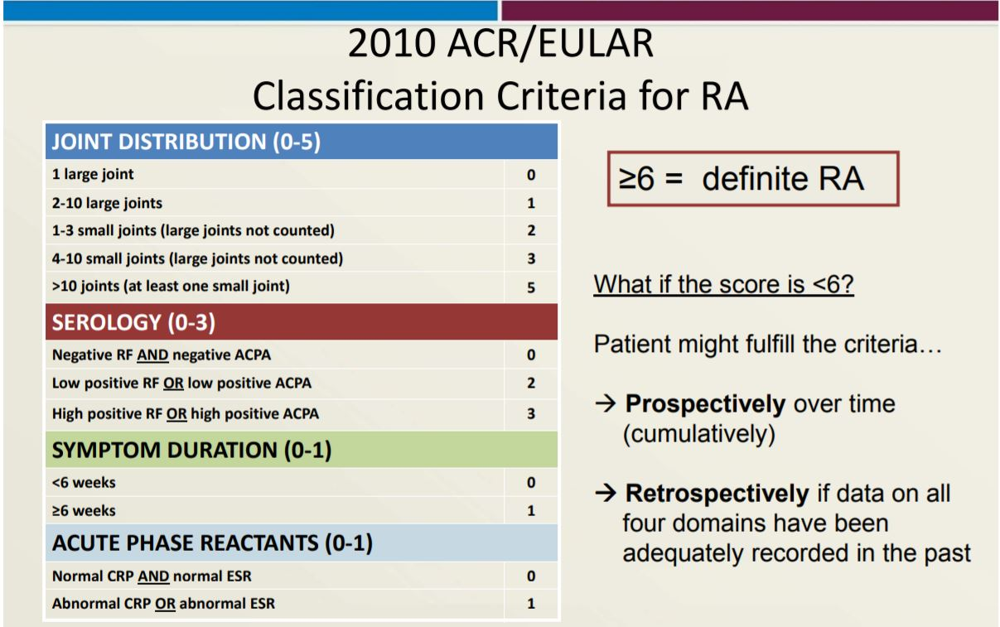 2010 ACR/EULAR
Classification Criteria for RA
JOINT DISTRIBUTION (0-5)
1 large joint 0
2-10 large joints 1
1-3 small joints (large joints not counted) 2
4-10 small joints (large joints not counted) 3
>10 joints (at least one small joint) 5
SEROLOGY (0-3)
Negative RF AND negative ACPA 0
Low positive RF OR low positive ACPA 2
High positive RF OR high positive ACPA 3
SYMPTOM DURATION (0-1)
<6 weeks 0
≥6 weeks 1
ACUTE PHASE REACTANTS (0-1)
Normal CRP AND normal ESR 0
Abnormal CRP OR abnormal ESR 1
≥6 = definite RA
What if the score is <6?
Patient might fulfill the criteria…
→ Prospectively over time
(cumulatively)
→ Retrospectively if data on all
four domains have been
adequately recorded in the past